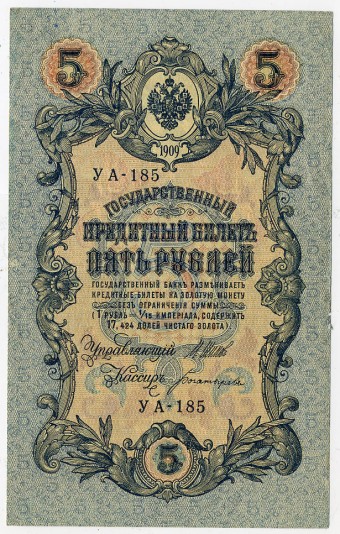 5 5
1909
УА-185
ГОСУДАРСТВЕННЫЙ
КРЕДИТНЫЙ БИЛЕТЪ
ПЯТЬ РУБЛЕЙ
ГОСУДАРСТВЕННЫЙ БАНКЪ РАЗМѢНИВАЕТЪ
КРЕДИТНЫЕ БИЛЕТЫ НА ЗОЛОТУЮ МОНЕТУ
БЕЗЪ ОГРАНИЧЕНІЯ СУММЫ
(1 РУБЛЬ = 1/15 ИМПЕРІАЛА, СОДЕРЖИТЪ
17,424 ДОЛЕЙ ЧИСТАГО ЗОЛОТА).
Управляющій
Кассиръ
УА-185
5